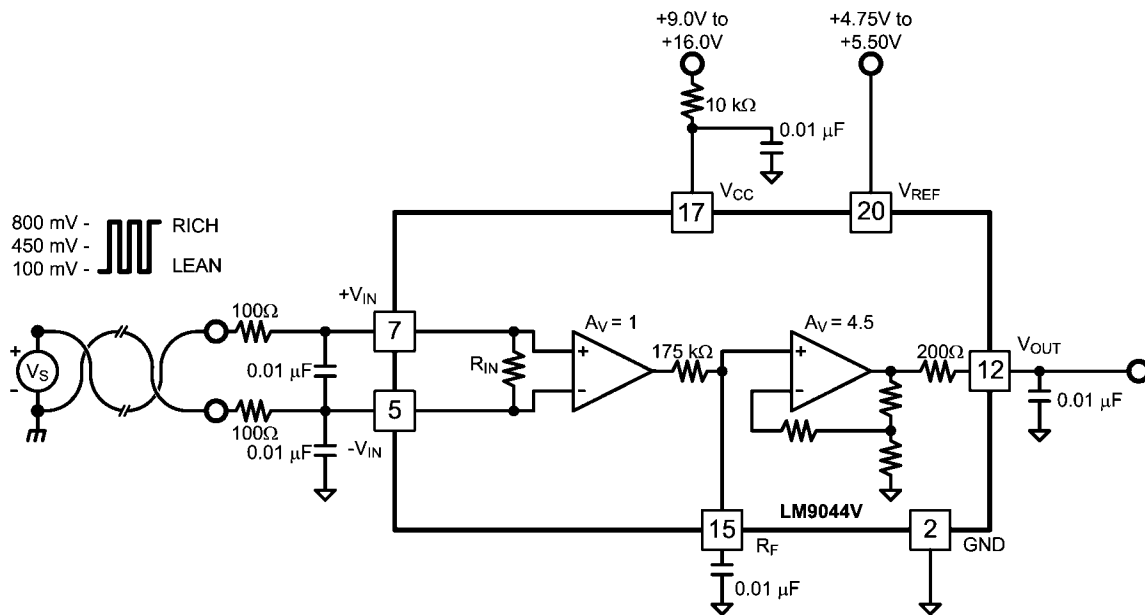 +9.0V to
+16.0V
+4.75V to
+5.50V
10 kΩ
0.01 μF
VCC
VREF
17
20
800 mV -
450 mV -
100 mV -
RICH
LEAN
100Ω
+VIN
7
AV = 1
AV = 4.5
175 kΩ
200Ω
VOUT
12
+
VS
-
0.01 μF
RIN
+
−
+
−
0.01 μF
5
100Ω
0.01 μF
-VIN
LM9044V
15
RF
2
GND
0.01 μF